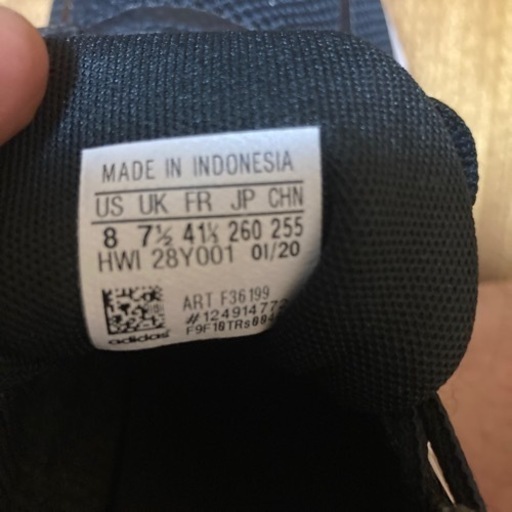 MADE IN INDONESIA
US UK FR JP CHN
8 7½ 41⅓ 260 255
HWI 28Y001 01/20
ART F36199
adidas